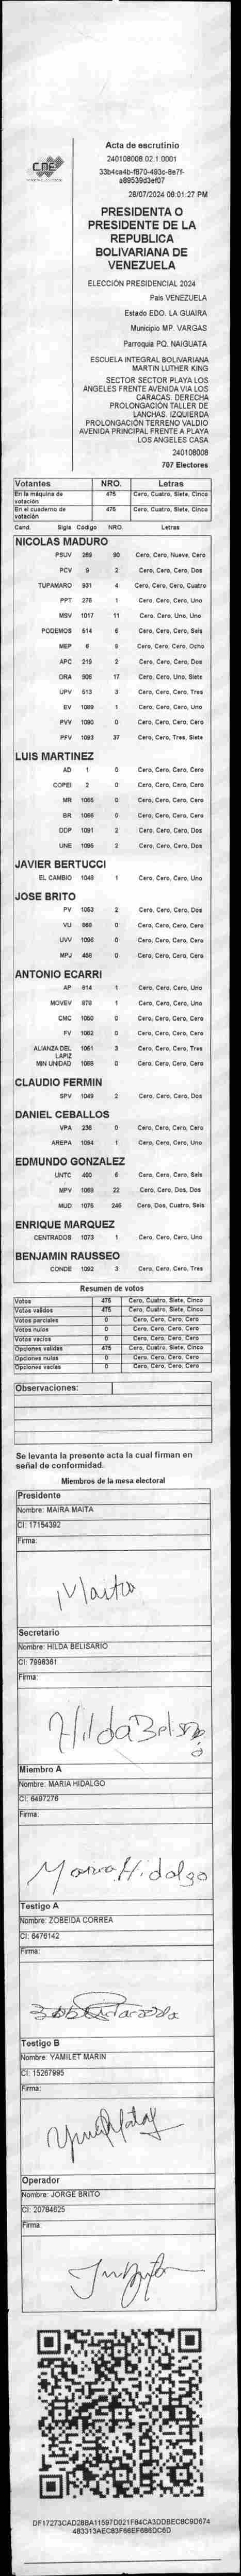 Acta de escrutinio
240108008.02.1.0001
33b4ca4b-f870-493c-8e7f-
a89539d3ef07
28/07/2024 08:01:27 PM
CNE
PRESIDENTA O
PRESIDENTE DE LA
REPUBLICA
BOLIVARIANA DE
VENEZUELA
ELECCIÓN PRESIDENCIAL 2024
País VENEZUELA
Estado EDO. LA GUAIRA
Municipio MP. VARGAS
Parroquia PQ. NAIGUATA
ESCUELA INTEGRAL BOLIVARIANA
MARTIN LUTHER KING
SECTOR SECTOR PLAYA LOS
ANGELES FRENTE AVENIDA VIA LOS
CARACAS. DERECHA
PROLONGACIÓN TALLER DE
LANCHAS. IZQUIERDA
PROLONGACIÓN TERRENO VALDIO
AVENIDA PRINCIPAL FRENTE A PLAYA
LOS ANGELES CASA
240108008
707 Electores
Votantes NRO. Letras
En la máquina de votación 475 Cero, Cuatro, Siete, Cinco
En el cuaderno de votación 475 Cero, Cuatro, Siete, Cinco
Cand. Sigla Código NRO. Letras
NICOLAS MADURO
PSUV 269 90 Cero, Cero, Nueve, Cero
PCV 9 2 Cero, Cero, Cero, Dos
TUPAMARO 931 4 Cero, Cero, Cero, Cuatro
PPT 276 1 Cero, Cero, Cero, Uno
MSV 1017 11 Cero, Cero, Uno, Uno
PODEMOS 514 6 Cero, Cero, Cero, Seis
MEP 6 8 Cero, Cero, Cero, Ocho
APC 219 2 Cero, Cero, Cero, Dos
ORA 906 17 Cero, Cero, Uno, Siete
UPV 513 3 Cero, Cero, Cero, Tres
EV 1089 1 Cero, Cero, Cero, Uno
PVV 1090 0 Cero, Cero, Cero, Cero
PFV 1093 37 Cero, Cero, Tres, Siete
LUIS MARTINEZ
AD 1 0 Cero, Cero, Cero, Cero
COPEI 2 0 Cero, Cero, Cero, Cero
MR 1065 0 Cero, Cero, Cero, Cero
BR 1066 0 Cero, Cero, Cero, Cero
DDP 1091 2 Cero, Cero, Cero, Dos
UNE 1095 2 Cero, Cero, Cero, Dos
JAVIER BERTUCCI
EL CAMBIO 1048 1 Cero, Cero, Cero, Uno
JOSE BRITO
PV 1053 2 Cero, Cero, Cero, Dos
VU 868 0 Cero, Cero, Cero, Cero
UVV 1096 0 Cero, Cero, Cero, Cero
MPJ 458 0 Cero, Cero, Cero, Cero
ANTONIO ECARRI
AP 814 1 Cero, Cero, Cero, Uno
MOVEV 979 1 Cero, Cero, Cero, Uno
CMC 1050 0 Cero, Cero, Cero, Cero
FV 1062 0 Cero, Cero, Cero, Cero
ALIANZA DEL LAPIZ 1051 3 Cero, Cero, Cero, Tres
MIN UNIDAD 1088 0 Cero, Cero, Cero, Cero
CLAUDIO FERMIN
SPV 1049 2 Cero, Cero, Cero, Dos
DANIEL CEBALLOS
VPA 236 0 Cero, Cero, Cero, Cero
AREPA 1094 1 Cero, Cero, Cero, Uno
EDMUNDO GONZALEZ
UNTC 460 6 Cero, Cero, Cero, Seis
MPV 1069 22 Cero, Cero, Dos, Dos
MUD 1075 246 Cero, Dos, Cuatro, Seis
ENRIQUE MARQUEZ
CENTRADOS 1073 1 Cero, Cero, Cero, Uno
BENJAMIN RAUSSEO
CONDE 1092 3 Cero, Cero, Cero, Tres
Resumen de votos
Votos 475 Cero, Cuatro, Siete, Cinco
Votos validos 475 Cero, Cuatro, Siete, Cinco
Votos parciales 0 Cero, Cero, Cero, Cero
Votos nulos 0 Cero, Cero, Cero, Cero
Votos vacios 0 Cero, Cero, Cero, Cero
Opciones validas 475 Cero, Cuatro, Siete, Cinco
Opciones nulas 0 Cero, Cero, Cero, Cero
Opciones vacias 0 Cero, Cero, Cero, Cero
Observaciones:
Se levanta la presente acta la cual firman en
señal de conformidad.
Miembros de la mesa electoral
Presidente
Nombre: MAIRA MAITA
CI: 17154392
Firma:
Maita
Secretario
Nombre: HILDA BELISARIO
CI: 7998361
Firma:
Hilda Belis
Miembro A
Nombre: MARIA HIDALGO
CI: 6497276
Firma:
Maria Hidalgo
Testigo A
Nombre: ZOBEIDA CORREA
CI: 6476142
Firma:
Testigo B
Nombre: YAMILET MARIN
CI: 15267995
Firma:
Operador
Nombre: JORGE BRITO
CI: 20784625
Firma:
DF17273CAD28BA11597D021F84CA3DDBEC8C9D674
483313AEC83F66EF686DC6D